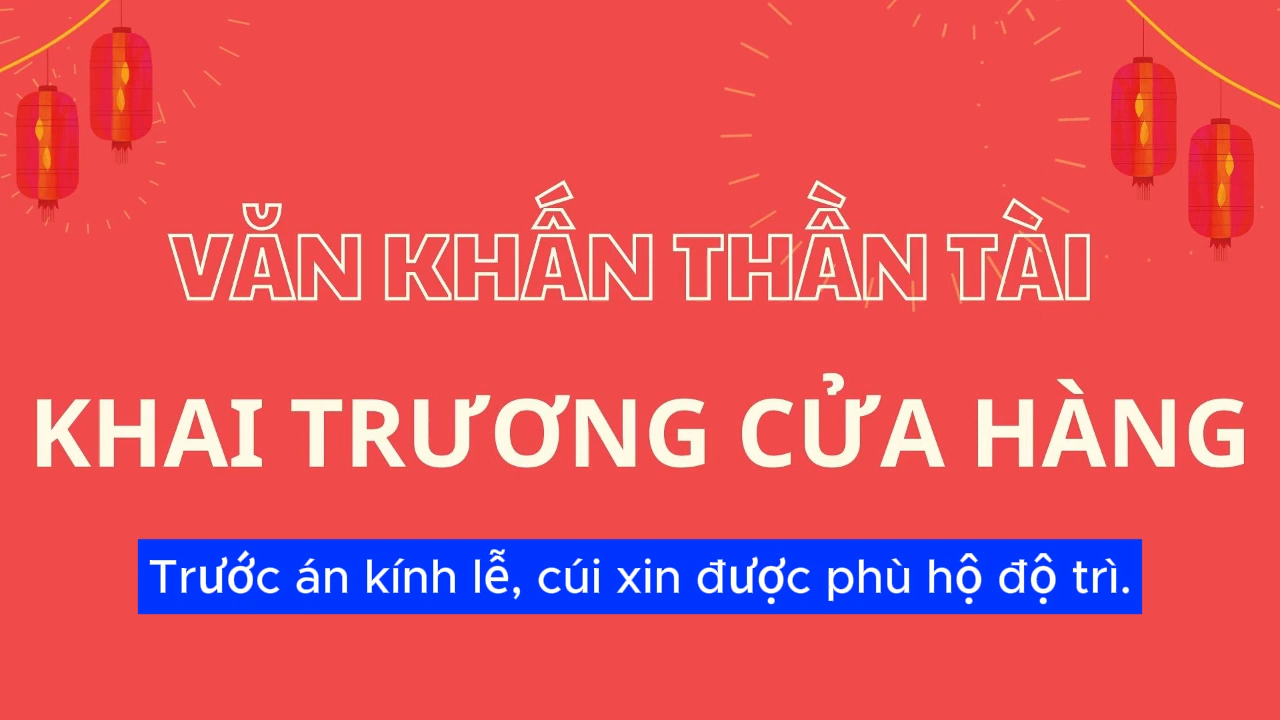 VĂN KHẤN THẦN TÀI
KHAI TRƯƠNG CỬA HÀNG
Trước án kính lễ, cúi xin được phù hộ độ trì.